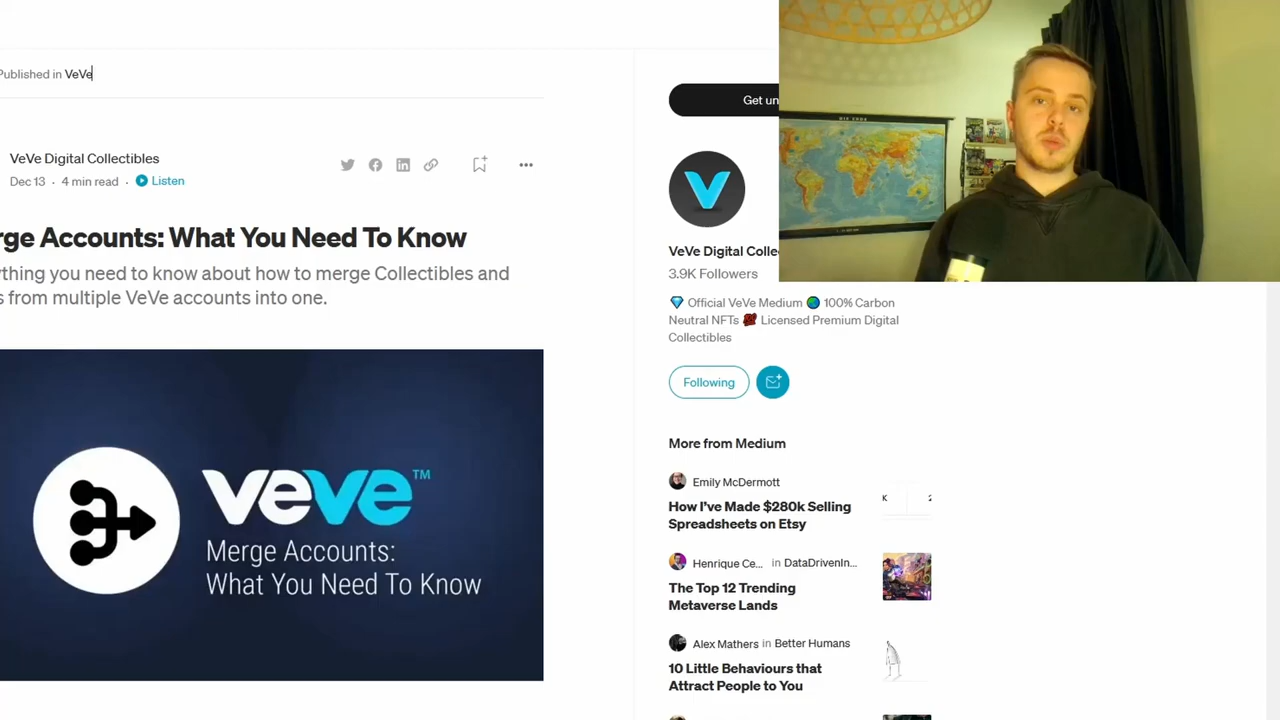 Published in VeVe
VeVe Digital Collectibles
Dec 13 · 4 min read · Listen
rge Accounts: What You Need To Know
thing you need to know about how to merge Collectibles and
s from multiple VeVe accounts into one.
veve™
Merge Accounts:
What You Need To Know
Get un
V
VeVe Digital Colle
3.9K Followers
Official VeVe Medium 100% Carbon
Neutral NFTs Licensed Premium Digital
Collectibles
Following
More from Medium
Emily McDermott
How I've Made $280k Selling
Spreadsheets on Etsy
K 2
Henrique Ce... in DataDrivenIn...
The Top 12 Trending
Metaverse Lands
Alex Mathers in Better Humans
10 Little Behaviours that
Attract People to You